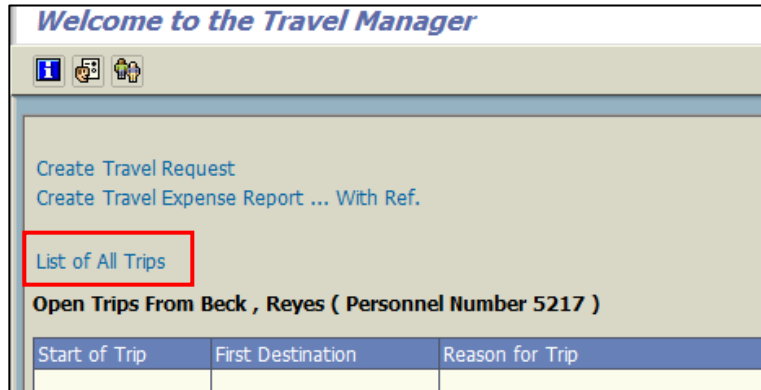 Welcome to the Travel Manager
Create Travel Request
Create Travel Expense Report ... With Ref.
List of All Trips
Open Trips From Beck , Reyes ( Personnel Number 5217 )
Start of Trip First Destination Reason for Trip